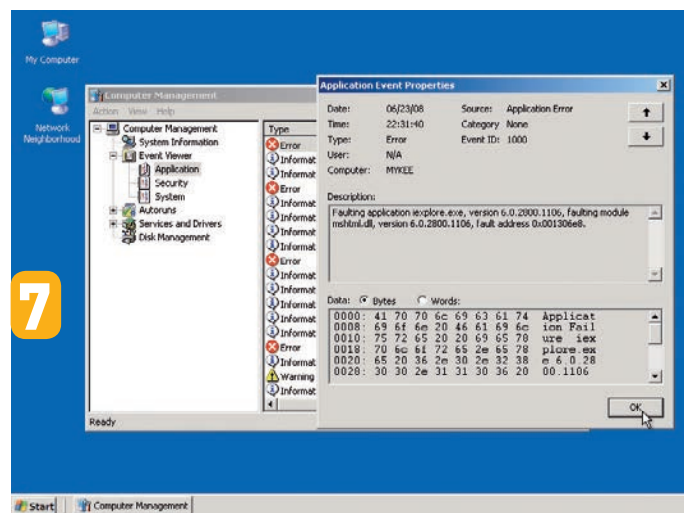 My Computer
Network
Neighborhood
7
Computer Management
Action View Help
Computer Management
System Information
Event Viewer
Application
Security
System
Autoruns
Services and Drivers
Disk Management
Type
Error
Informat
Informat
Error
Informat
Informat
Informat
Informat
Error
Informat
Informat
Informat
Informat
Informat
Error
Informat
Warning
Informat
Ready
Application Event Properties
Date: 06/23/08 Source: Application Error
Time: 22:31:40 Category None
Type: Error Event ID: 1000
User: N/A
Computer: MYKEE
Description:
Faulting application iexplore.exe, version 6.0.2800.1106, faulting module
mshtml.dll, version 6.0.2800.1106, fault address 0x001306e8.
Data: Bytes Words:
0000: 41 70 70 6c 69 63 61 74 Applicat
0008: 69 6f 6e 20 46 61 69 6c ion Fail
0010: 75 72 65 20 20 69 65 78 ure  iex
0018: 70 6c 6f 72 65 2e 65 78 plore.ex
0020: 65 20 36 2e 30 2e 32 38 e 6.0.28
0028: 30 30 2e 31 31 30 36 20 00.1106
OK
Start Computer Management